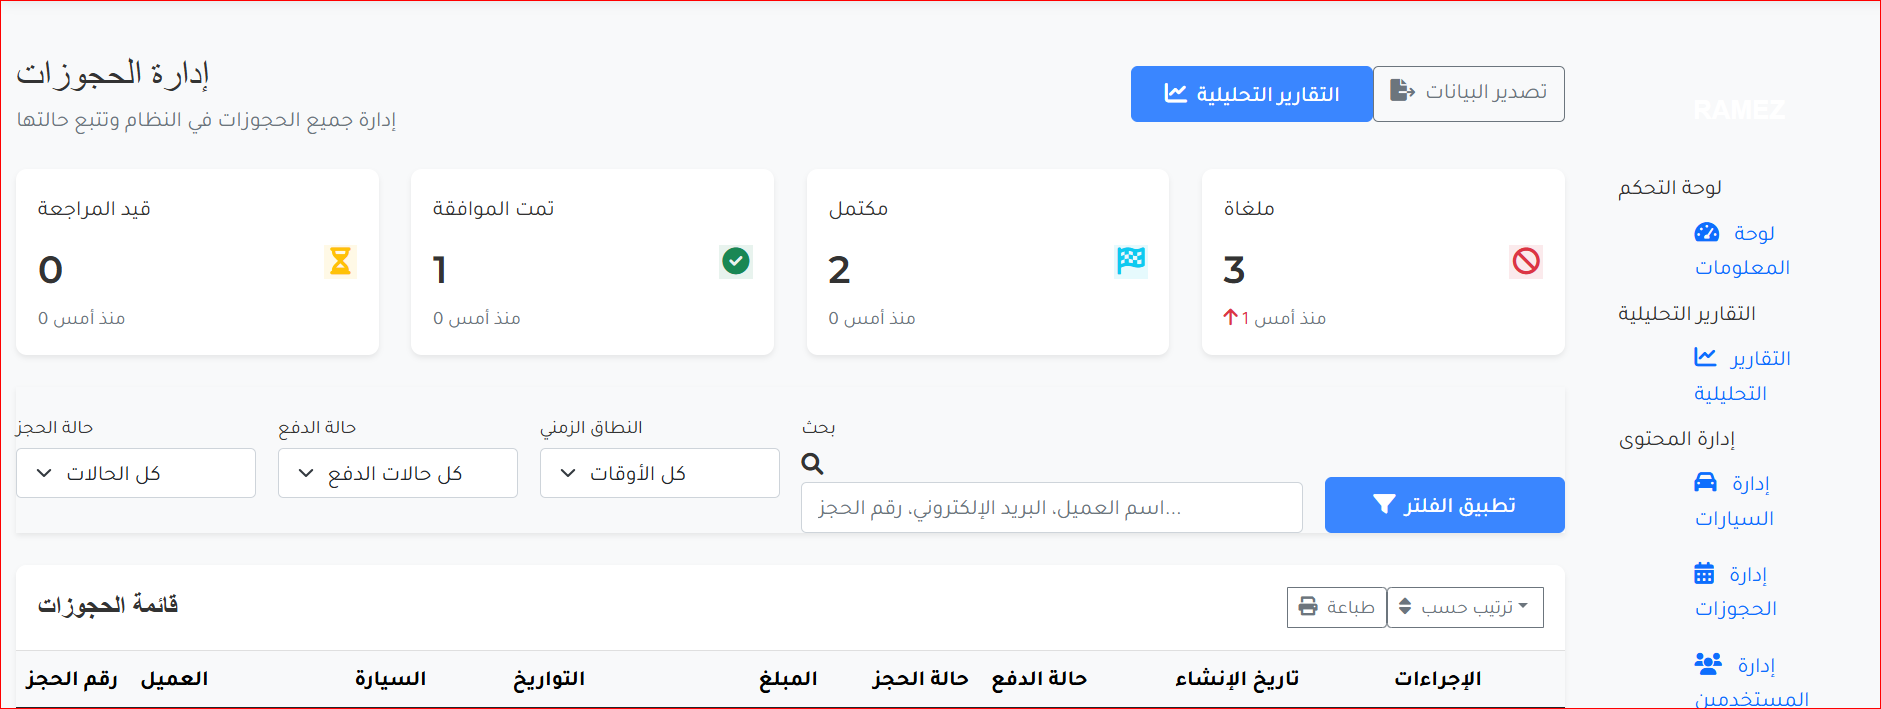 إدارة الحجوزات
إدارة جميع الحجوزات في النظام وتتبع حالتها
التقارير التحليلية
تصدير البيانات
RAMEZ
لوحة التحكم
لوحة
المعلومات
التقارير التحليلية
التقارير
التحليلية
إدارة المحتوى
إدارة
السيارات
إدارة
الحجوزات
إدارة
المستخدمين
قيد المراجعة
0
0 منذ أمس
تمت الموافقة
1
0 منذ أمس
مكتمل
2
0 منذ أمس
ملغاة
3
1 منذ أمس
حالة الحجز
كل الحالات
حالة الدفع
كل حالات الدفع
النطاق الزمني
كل الأوقات
بحث
اسم العميل، البريد الإلكتروني، رقم الحجز...
تطبيق الفلتر
قائمة الحجوزات
طباعة
ترتيب حسب
رقم الحجز العميل السيارة التواريخ المبلغ حالة الحجز حالة الدفع تاريخ الإنشاء الإجراءات